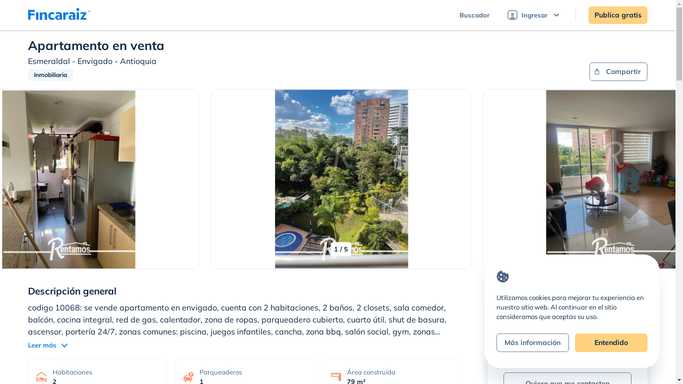 Fincaraiz
Buscador
Ingresar
Publica gratis
Apartamento en venta
Esmeraldal - Envigado - Antioquia
Inmobiliaria
Compartir
Rentamos
Rentamos
Rentamos
1 / 5
Descripción general
codigo 10068: se vende apartamento en envigado, cuenta con 2 habitaciones, 2 baños, 2 closets, sala comedor,
balcón, cocina integral, red de gas, calentador, zona de ropas, parqueadero cubierto, cuarto útil, shut de basura,
ascensor, portería 24/7, zonas comunes: piscina, juegos infantiles, cancha, zona bbq, salón social, gym, zonas...
Leer más
Habitaciones
2
Parqueaderos
1
Área construida
79 m²
Utilizamos cookies para mejorar tu experiencia en
nuestro sitio web. Al continuar en el sitio
consideramos que aceptas su uso.
Más información
Entendido
Quiero que me contacten